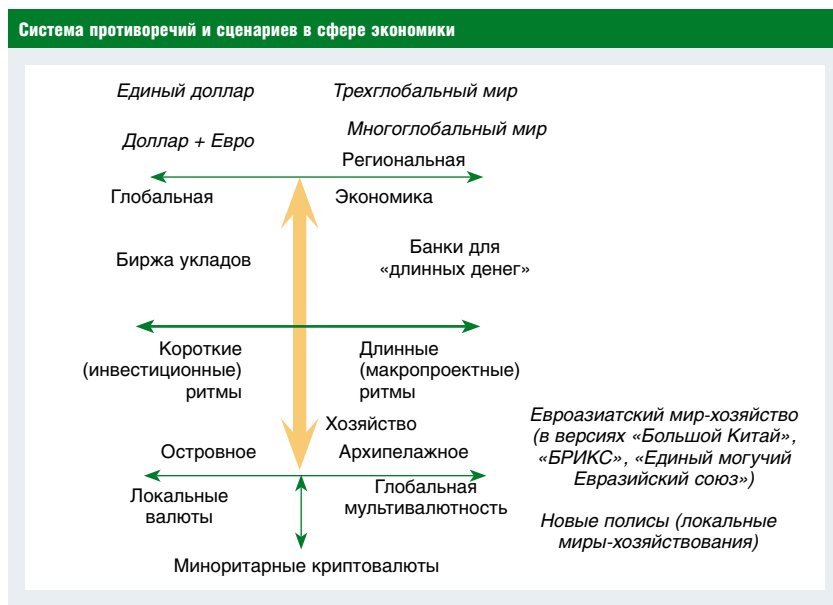 Система противоречий и сценариев в сфере экономики
Единый доллар
Трехглобальный мир
Доллар + Евро
Многоглобальный мир
Региональная
Глобальная
Экономика
Биржа укладов
Банки для
«длинных денег»
Короткие
(инвестиционные)
ритмы
Длинные
(макропроектные)
ритмы
Хозяйство
Островное
Архипелажное
Локальные
валюты
Глобальная
мультивалютность
Миноритарные криптовалюты
Евроазиатский мир-хозяйство
(в версиях «Большой Китай»,
«БРИКС», «Единый могучий
Евразийский союз»)
Новые полисы (локальные
миры-хозяйствования)